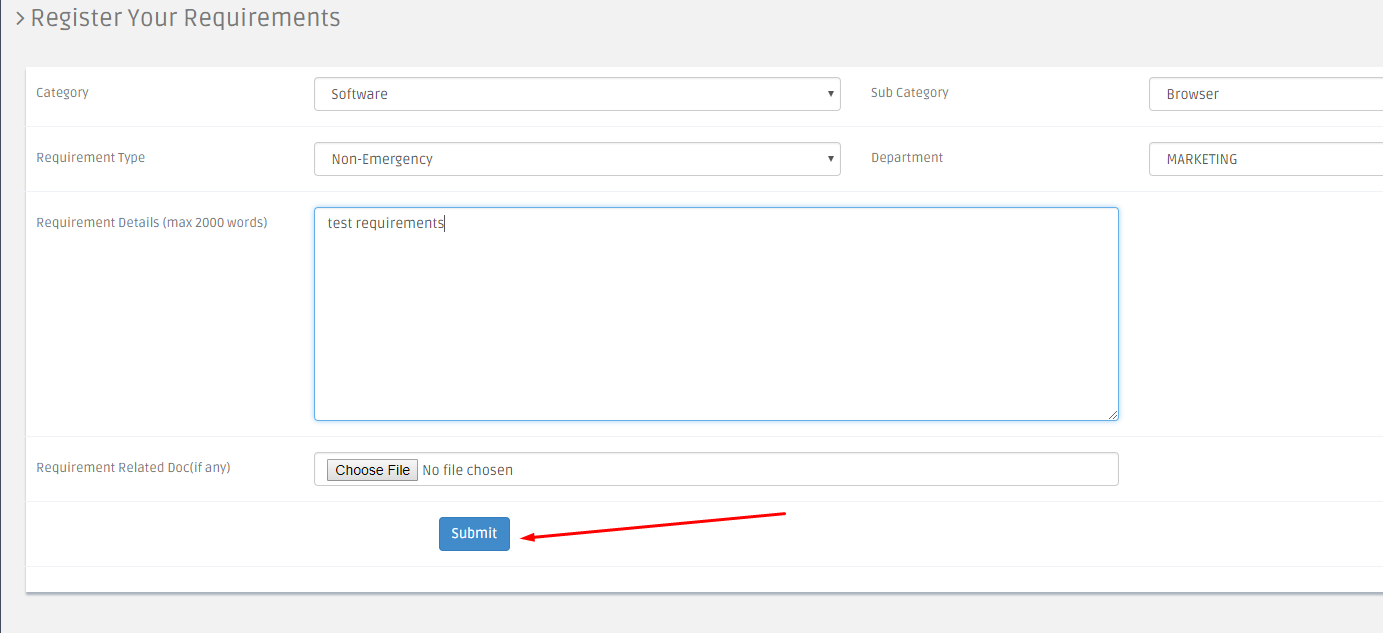 Register Your Requirements
Category Software Sub Category Browser
Requirement Type Non-Emergency Department MARKETING
Requirement Details (max 2000 words) test requirements
Requirement Related Doc(if any) Choose File No file chosen
Submit